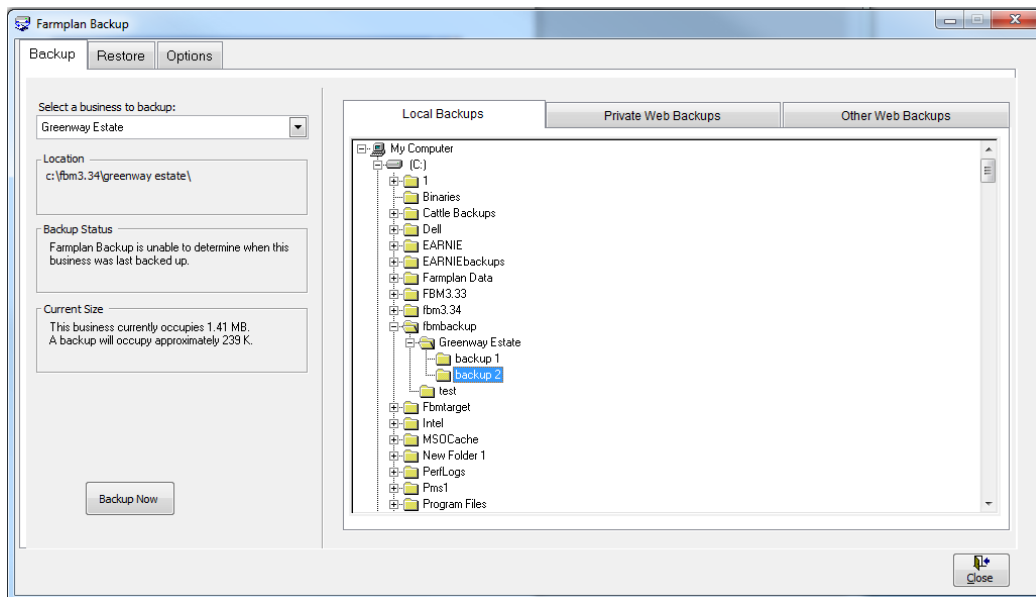 Farmplan Backup
Backup
Restore
Options
Select a business to backup:
Greenway Estate
Location
c:\fbm3.34\greenway estate\
Backup Status
Farmplan Backup is unable to determine when this
business was last backed up.
Current Size
This business currently occupies 1.41 MB.
A backup will occupy approximately 239 K.
Backup Now
Local Backups
Private Web Backups
Other Web Backups
My Computer
(C:)
1
Binaries
Cattle Backups
Dell
EARNIE
EARNIEbackups
Farmplan Data
FBM3.33
fbm3.34
fbmbackup
Greenway Estate
backup 1
backup 2
test
Fbmtarget
Intel
MSOCache
New Folder 1
PerfLogs
Pms1
Program Files
Close